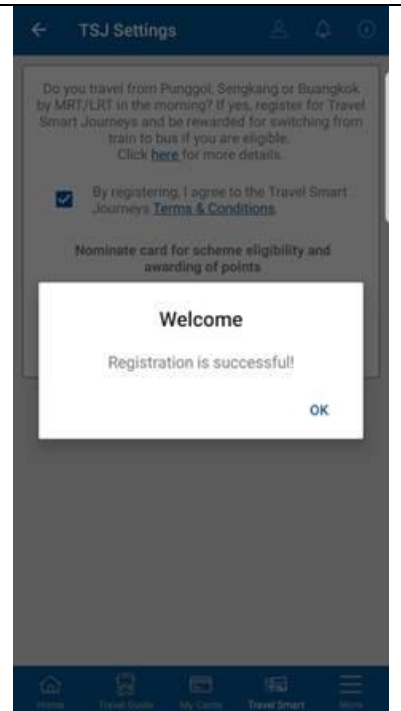 TSJ Settings
Do you travel from Punggol, Sengkang or Buangkok
by MRT/LRT in the morning? If yes, register for Travel
Smart Journeys and be rewarded for switching from
train to bus if you are eligible.
Click here for more details.
By registering, I agree to the Travel Smart
Journeys Terms & Conditions.
Nominate card for scheme eligibility and
awarding of points
Welcome
Registration is successful!
OK
Home Travel Guide My Cards Travel Smart More